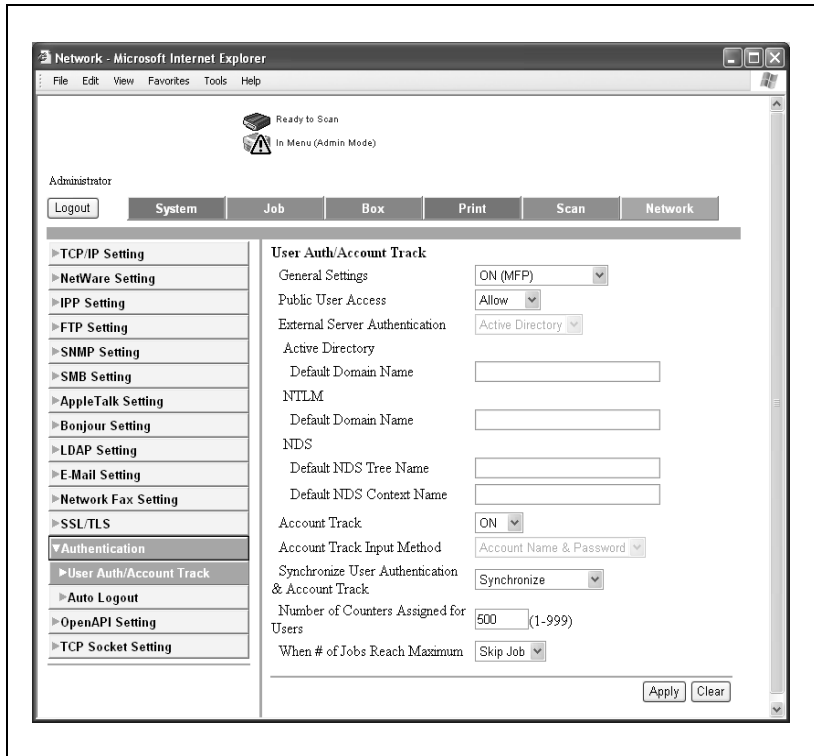 Network - Microsoft Internet Explorer
File Edit View Favorites Tools Help
Ready to Scan
In Menu (Admin Mode)
Administrator
Logout System Job Box Print Scan Network
TCP/IP Setting
NetWare Setting
IPP Setting
FTP Setting
SNMP Setting
SMB Setting
AppleTalk Setting
Bonjour Setting
LDAP Setting
E-Mail Setting
Network Fax Setting
SSL/TLS
Authentication
User Auth/Account Track
Auto Logout
OpenAPI Setting
TCP Socket Setting
User Auth/Account Track
General Settings ON (MFP)
Public User Access Allow
External Server Authentication Active Directory
Active Directory
Default Domain Name
NTLM
Default Domain Name
NDS
Default NDS Tree Name
Default NDS Context Name
Account Track ON
Account Track Input Method Account Name & Password
Synchronize User Authentication
& Account Track Synchronize
Number of Counters Assigned for
Users 500 (1-999)
When # of Jobs Reach Maximum Skip Job
Apply Clear